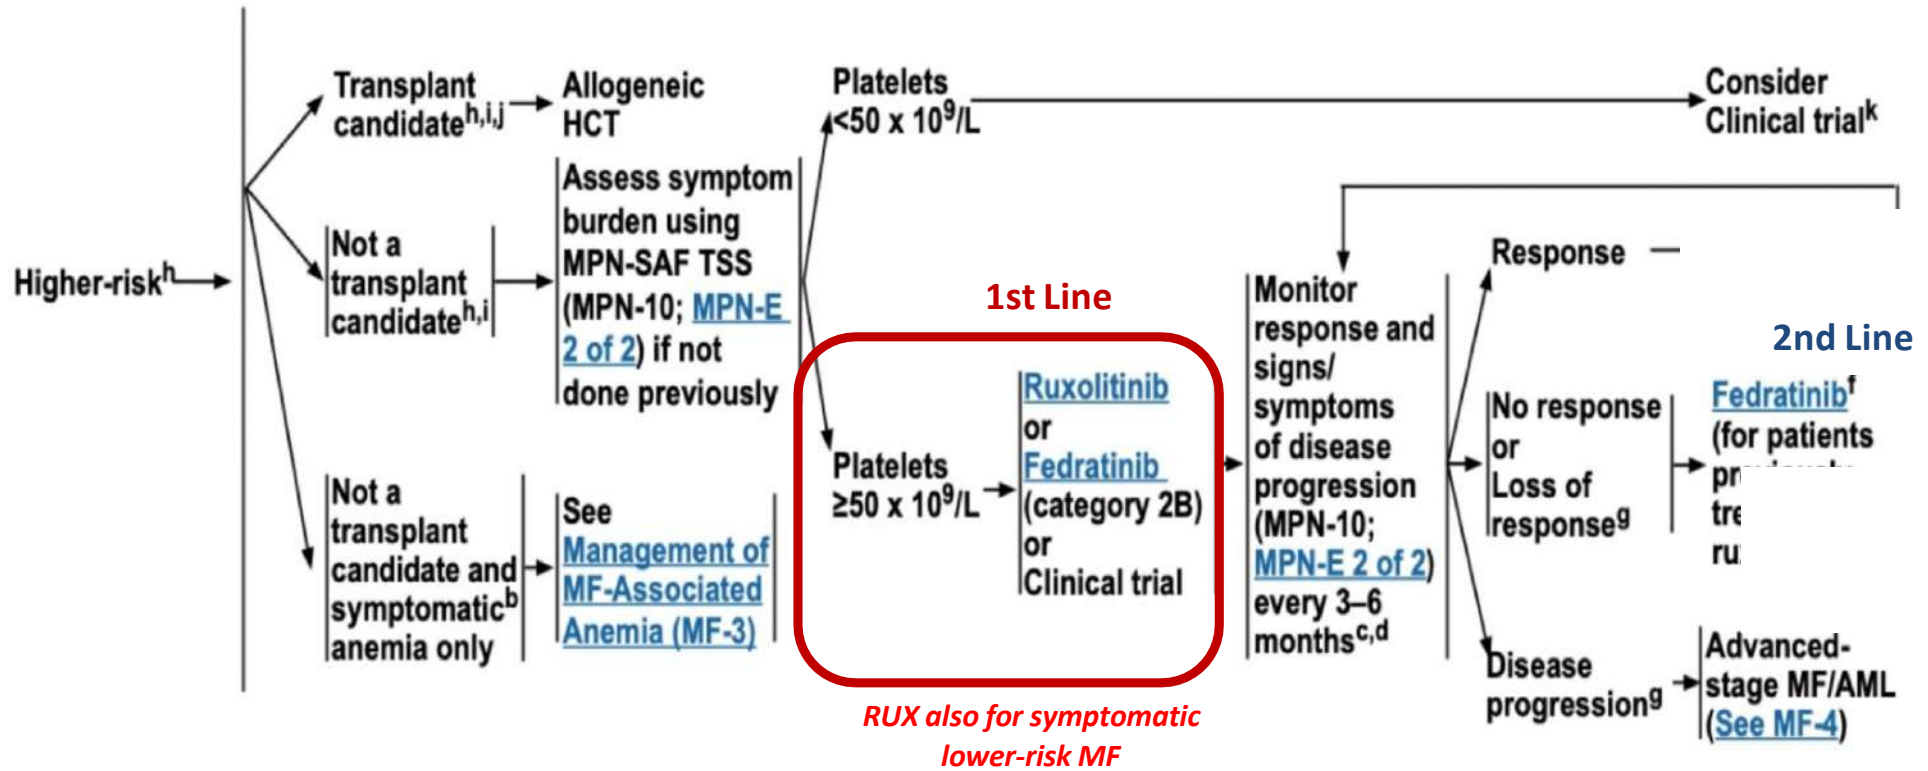 Higher-riskʰ
Transplant
candidateʰ,ⁱ,ʲ
Allogeneic
HCT
Not a
transplant
candidateʰ,ⁱ
Assess symptom
burden using
MPN-SAF TSS
(MPN-10; MPN-E
2 of 2) if not
done previously
Not a
transplant
candidate and
symptomaticᵇ
anemia only
See
Management of
MF-Associated
Anemia (MF-3)
Platelets
<50 x 10⁹/L
Consider
Clinical trialᵏ
1st Line
Platelets
≥50 x 10⁹/L
Ruxolitinib
or
Fedratinib
(category 2B)
or
Clinical trial
RUX also for symptomatic
lower-risk MF
Monitor
response and
signs/
symptoms
of disease
progression
(MPN-10;
MPN-E 2 of 2)
every 3–6
monthsᶜ,ᵈ
Response
2nd Line
No response
or
Loss of
responseᵍ
Fedratinibᶠ
(for patients
Disease
progressionᵍ
Advanced-
stage MF/AML
(See MF-4)